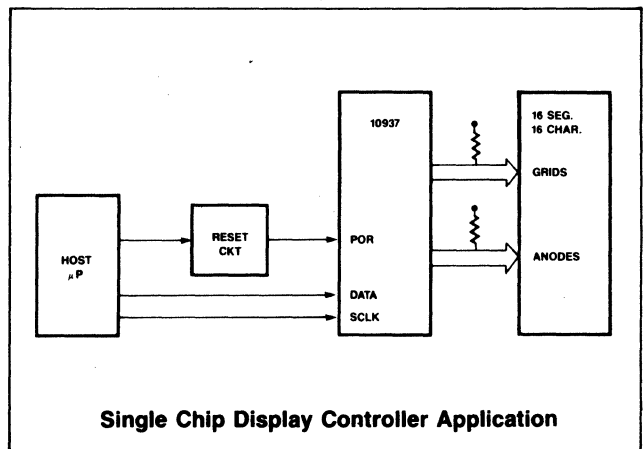 10937
16 SEG.
16 CHAR.
GRIDS
HOST
μP
RESET
CKT
POR
ANODES
DATA
SCLK
Single Chip Display Controller Application